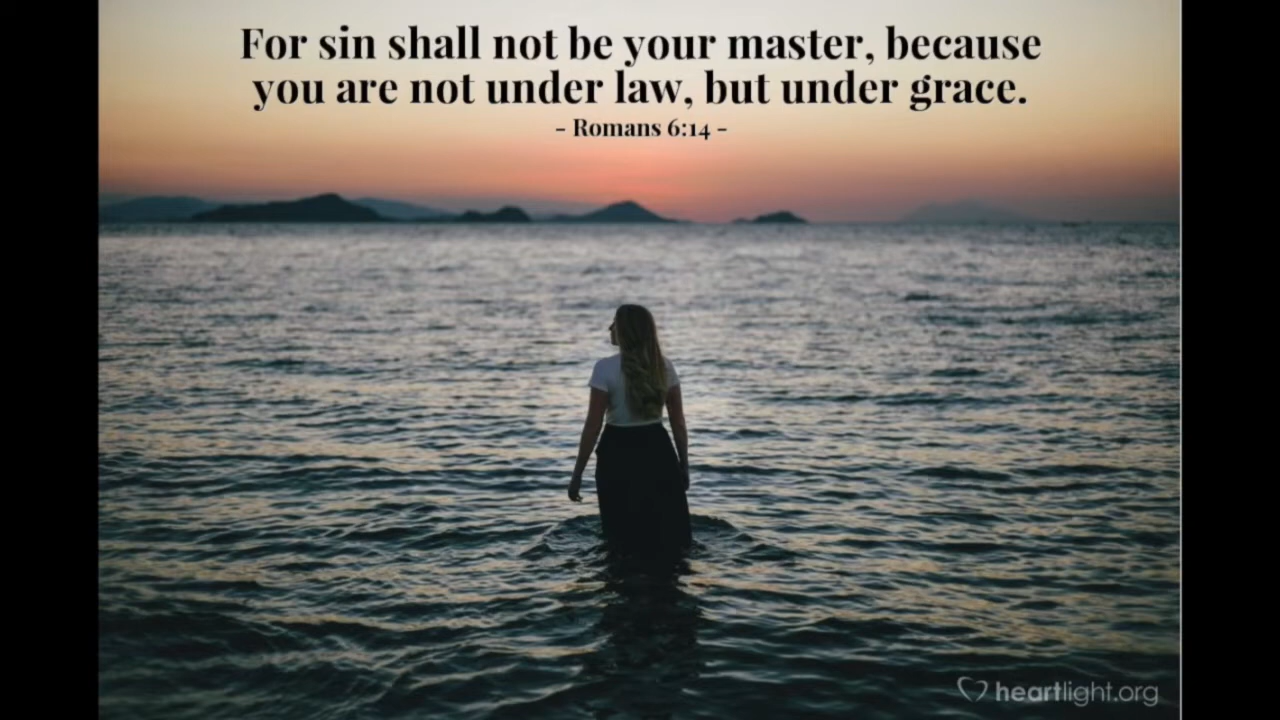 For sin shall not be your master, because
you are not under law, but under grace.
- Romans 6:14 -
heartlight.org